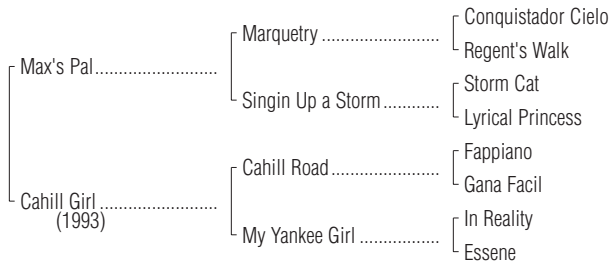 Conquistador Cielo
Marquetry ........................
Regent's Walk
Max's Pal..........................
Storm Cat
Singin Up a Storm............
Lyrical Princess
Fappiano
Cahill Road.......................
Gana Facil
Cahill Girl .........................
(1993)
In Reality
My Yankee Girl .................
Essene